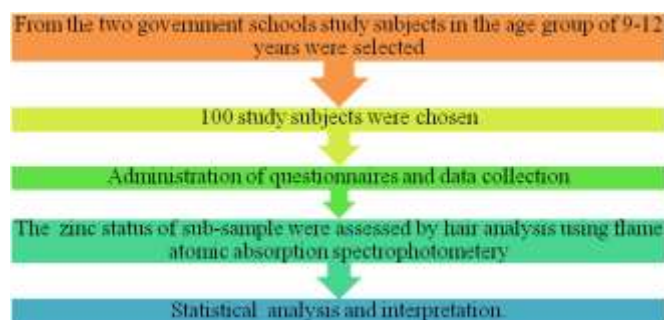 From the two government schools study subjects in the age group of 9-12
years were selected
100 study subjects were chosen
Administration of questionnaires and data collection
The zinc status of sub-sample were assessed by hair analysis using flame
atomic absorption spectrophotometery
Statistical analysis and interpretation.